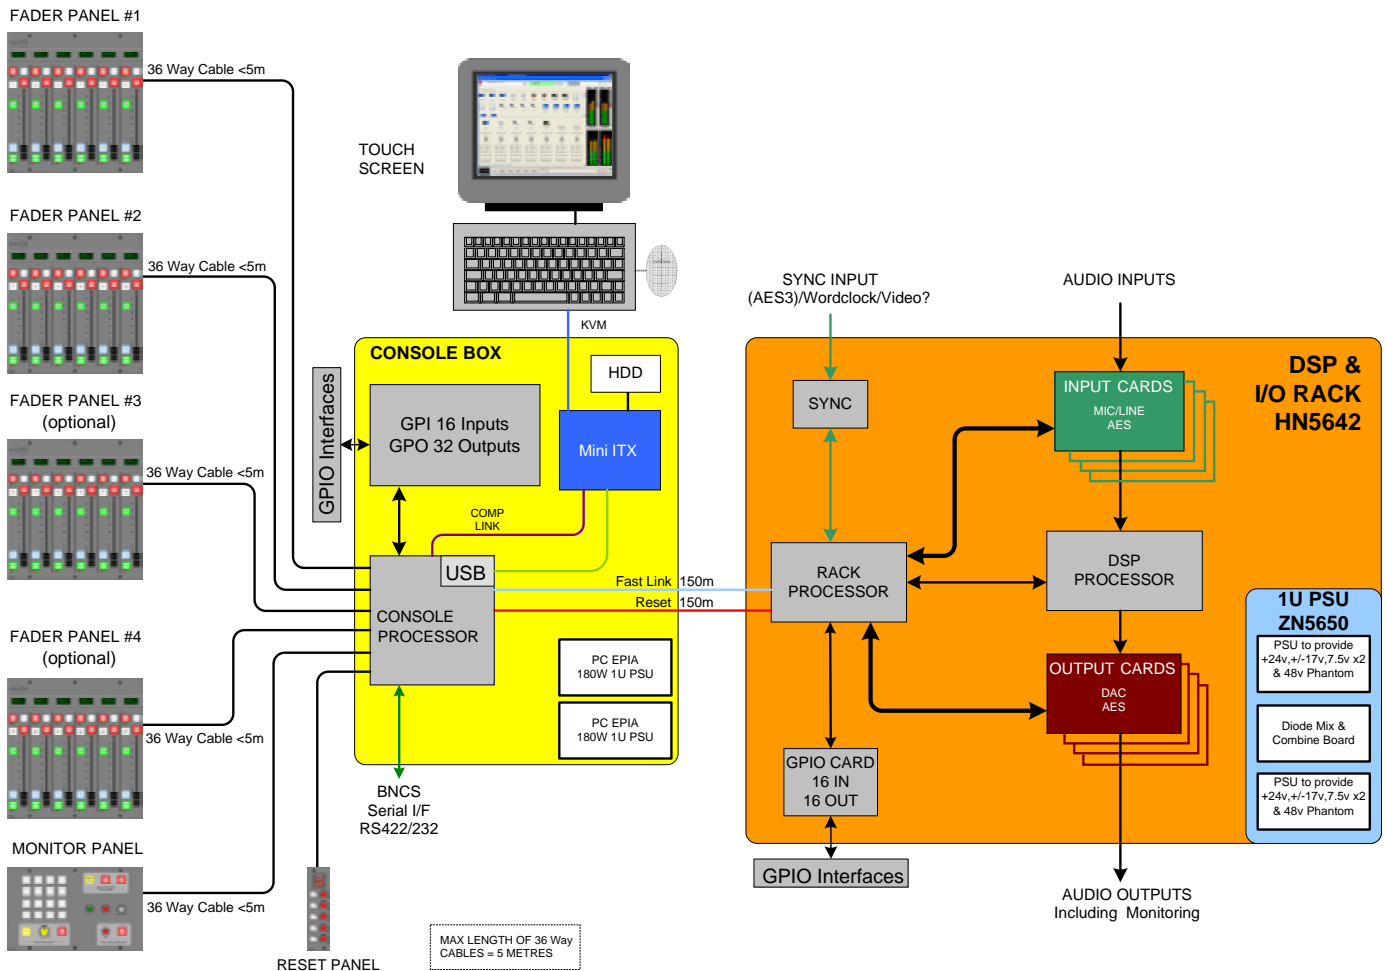 FADER PANEL #1
36 Way Cable <5m
FADER PANEL #2
36 Way Cable <5m
FADER PANEL #3
(optional)
36 Way Cable <5m
FADER PANEL #4
(optional)
36 Way Cable <5m
MONITOR PANEL
36 Way Cable <5m
RESET PANEL
MAX LENGTH OF 36 Way
CABLES = 5 METRES
TOUCH
SCREEN
KVM
CONSOLE BOX
HDD
GPI 16 Inputs
GPO 32 Outputs
GPIO Interfaces
Mini ITX
COMP
LINK
USB
CONSOLE
PROCESSOR
PC EPIA
180W 1U PSU
PC EPIA
180W 1U PSU
BNCS
Serial I/F
RS422/232
Fast Link 150m
Reset 150m
SYNC INPUT
(AES3)/Wordclock/Video?
AUDIO INPUTS
DSP &
I/O RACK
HN5642
SYNC
INPUT CARDS
MIC/LINE
AES
RACK
PROCESSOR
DSP
PROCESSOR
OUTPUT CARDS
DAC
AES
GPIO CARD
16 IN
16 OUT
GPIO Interfaces
1U PSU
ZN5650
PSU to provide
+24v,+/-17v,7.5v x2
& 48v Phantom
Diode Mix &
Combine Board
PSU to provide
+24v,+/-17v,7.5v x2
& 48v Phantom
AUDIO OUTPUTS
Including Monitoring